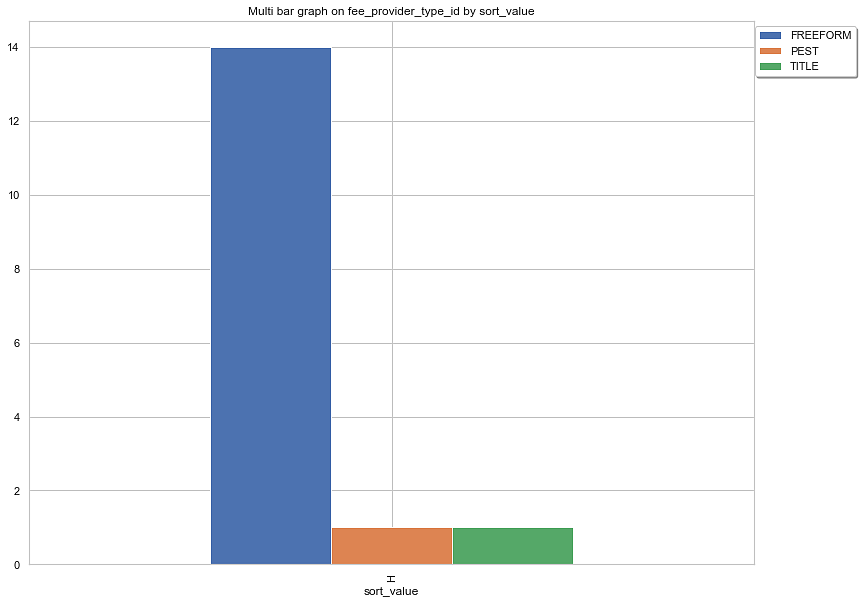 Multi bar graph on fee_provider_type_id by sort_value
FREEFORM
PEST
TITLE
14
12
10
8
6
4
2
0
H
sort_value